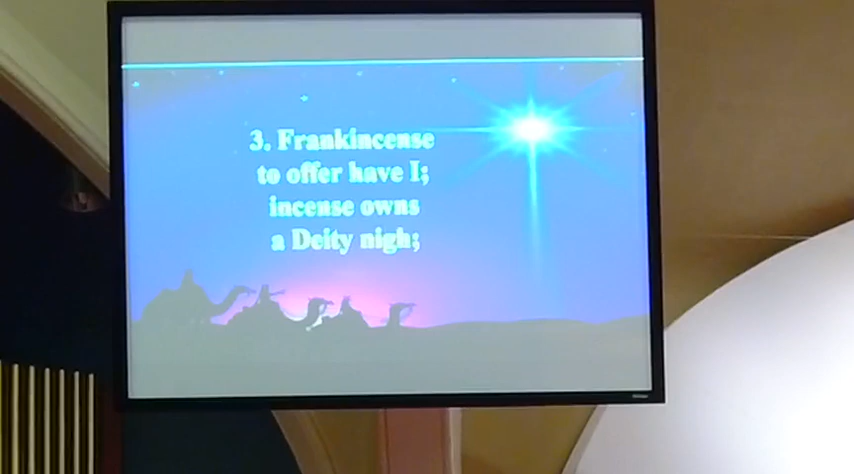 3. Frankincense
to offer have I;
incense owns
a Deity nigh;